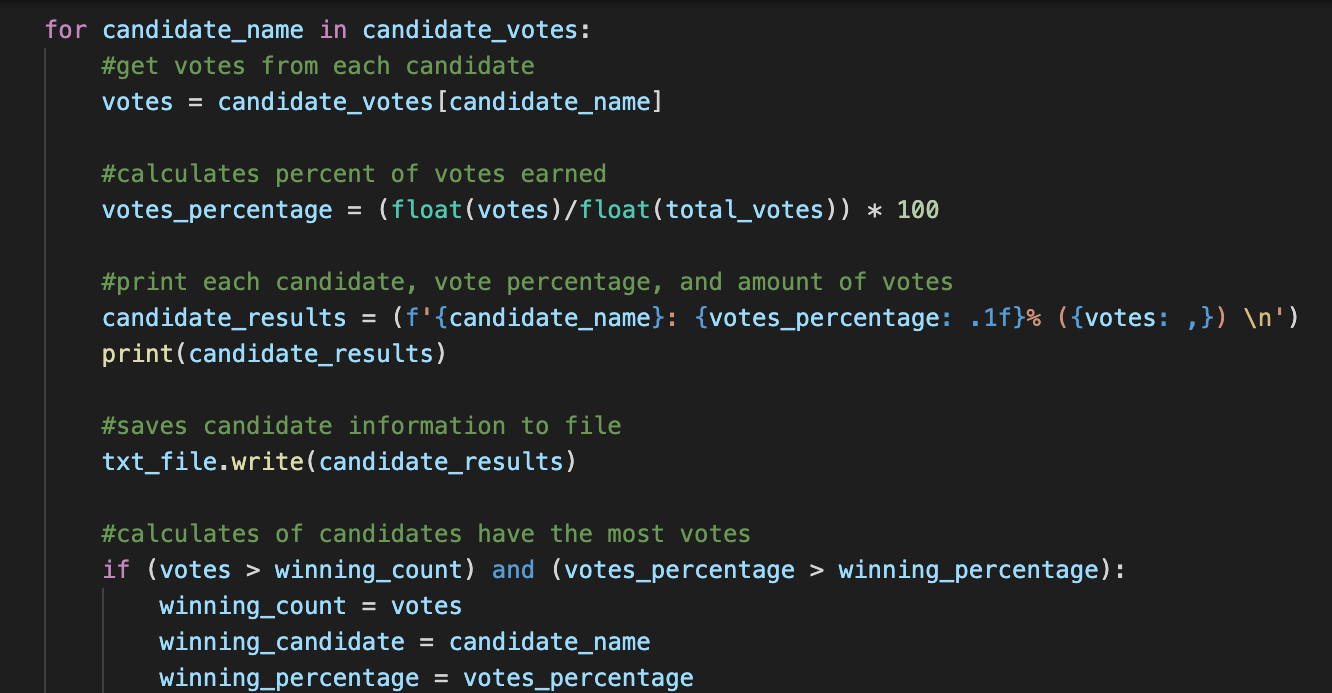 for candidate_name in candidate_votes:
#get votes from each candidate
votes = candidate_votes[candidate_name]
#calculates percent of votes earned
votes_percentage = (float(votes)/float(total_votes)) * 100
#print each candidate, vote percentage, and amount of votes
candidate_results = (f'{candidate_name}: {votes_percentage: .1f}% ({votes: ,}) \n')
print(candidate_results)
#saves candidate information to file
txt_file.write(candidate_results)
#calculates of candidates have the most votes
if (votes > winning_count) and (votes_percentage > winning_percentage):
winning_count = votes
winning_candidate = candidate_name
winning_percentage = votes_percentage